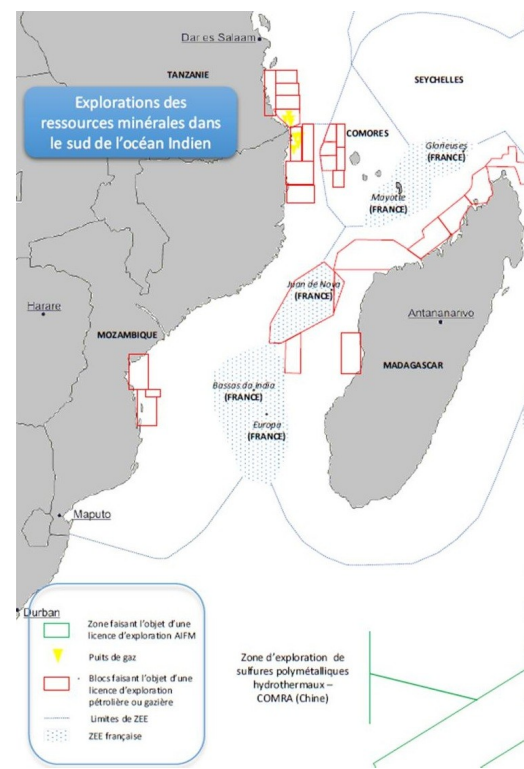 Dar es Salaam
TANZANIE
SEYCHELLES
Explorations des
ressources minérales dans
le sud de l'océan Indien
COMORES
Glorieuses
(FRANCE)
Mayotte
(FRANCE)
Juan de Nova
(FRANCE)
Harare
Antananarivo
MOZAMBIQUE
MADAGASCAR
Bassas da India
(FRANCE)
Europa
(FRANCE)
Maputo
Durban
Zone faisant l'objet d'une
licence d'exploration AIFM
Puits de gaz
Blocs faisant l'objet d'une
licence d'exploration
pétrolière ou gazière
Limites de ZEE
ZEE française
Zone d'exploration de
sulfures polymétalliques
hydrothermaux –
COMRA (Chine)